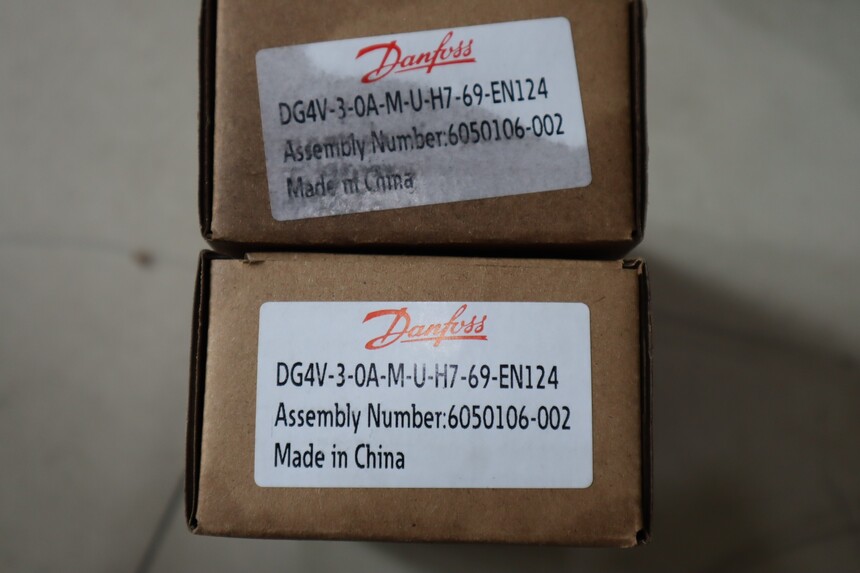 Danfoss
DG4V-3-0A-M-U-H7-69-EN124
Assembly Number:6050106-002
Made in China
Danfoss
DG4V-3-0A-M-U-H7-69-EN124
Assembly Number:6050106-002
Made in China